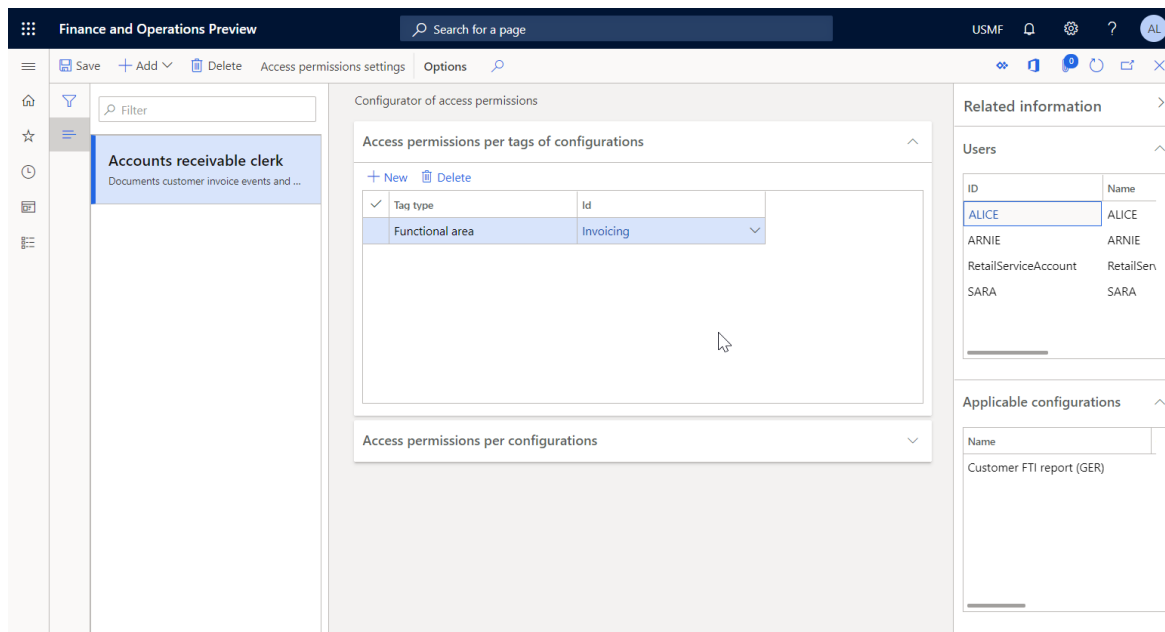 Finance and Operations Preview
Search for a page
USMF
?
AL
Save
Add
Delete
Access permissions settings
Options
0
Filter
Accounts receivable clerk
Documents customer invoice events and ...
Configurator of access permissions
Access permissions per tags of configurations
New
Delete
Tag type
Id
Functional area
Invoicing
Access permissions per configurations
Related information
Users
ID Name
ALICE ALICE
ARNIE ARNIE
RetailServiceAccount RetailServ
SARA SARA
Applicable configurations
Name
Customer FTI report (GER)